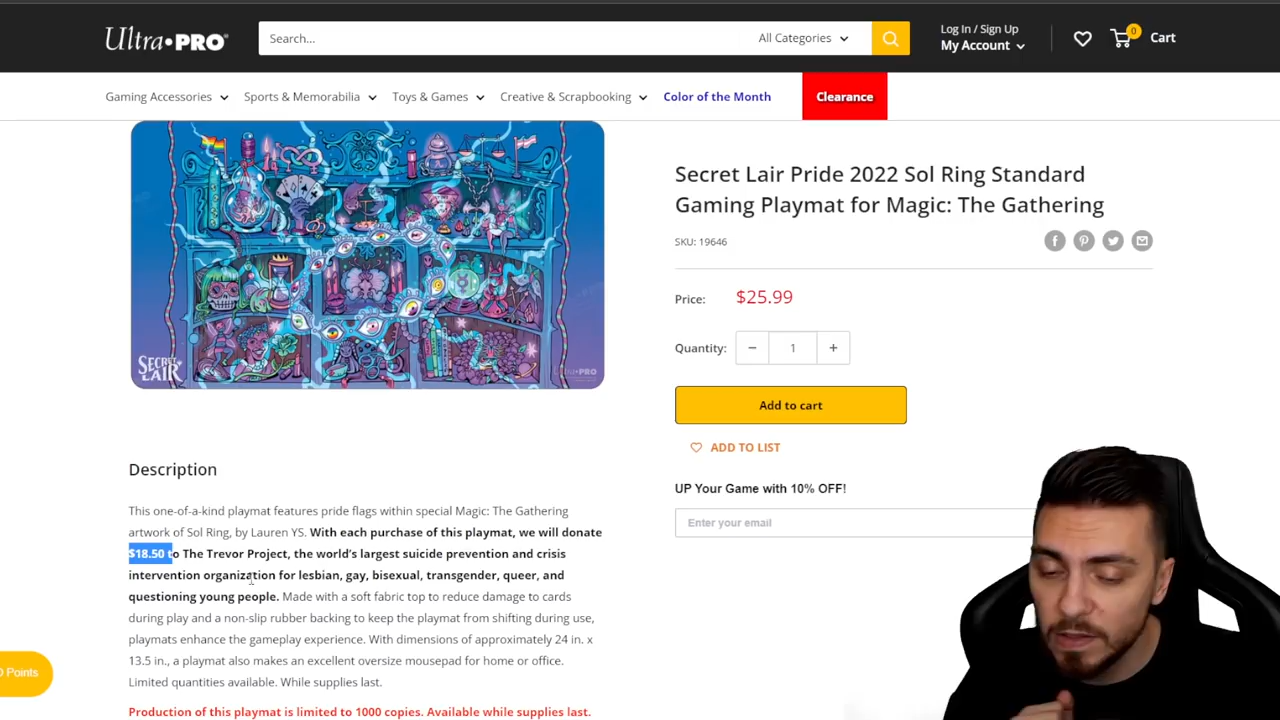 Ultra•PRO®
Search...
All Categories
Log In / Sign Up
My Account
0
Cart
Gaming Accessories
Sports & Memorabilia
Toys & Games
Creative & Scrapbooking
Color of the Month
Clearance
SECRET
LAIR
Ultra•PRO
Secret Lair Pride 2022 Sol Ring Standard
Gaming Playmat for Magic: The Gathering
SKU: 19646
Price:
$25.99
Quantity:
− 1 +
Add to cart
ADD TO LIST
UP Your Game with 10% OFF!
Enter your email
Description
This one-of-a-kind playmat features pride flags within special Magic: The Gathering
artwork of Sol Ring, by Lauren YS. With each purchase of this playmat, we will donate
$18.50 to The Trevor Project, the world's largest suicide prevention and crisis
intervention organization for lesbian, gay, bisexual, transgender, queer, and
questioning young people. Made with a soft fabric top to reduce damage to cards
during play and a non-slip rubber backing to keep the playmat from shifting during use,
playmats enhance the gameplay experience. With dimensions of approximately 24 in. x
13.5 in., a playmat also makes an excellent oversize mousepad for home or office.
Limited quantities available. While supplies last.
Production of this playmat is limited to 1000 copies. Available while supplies last.
Points